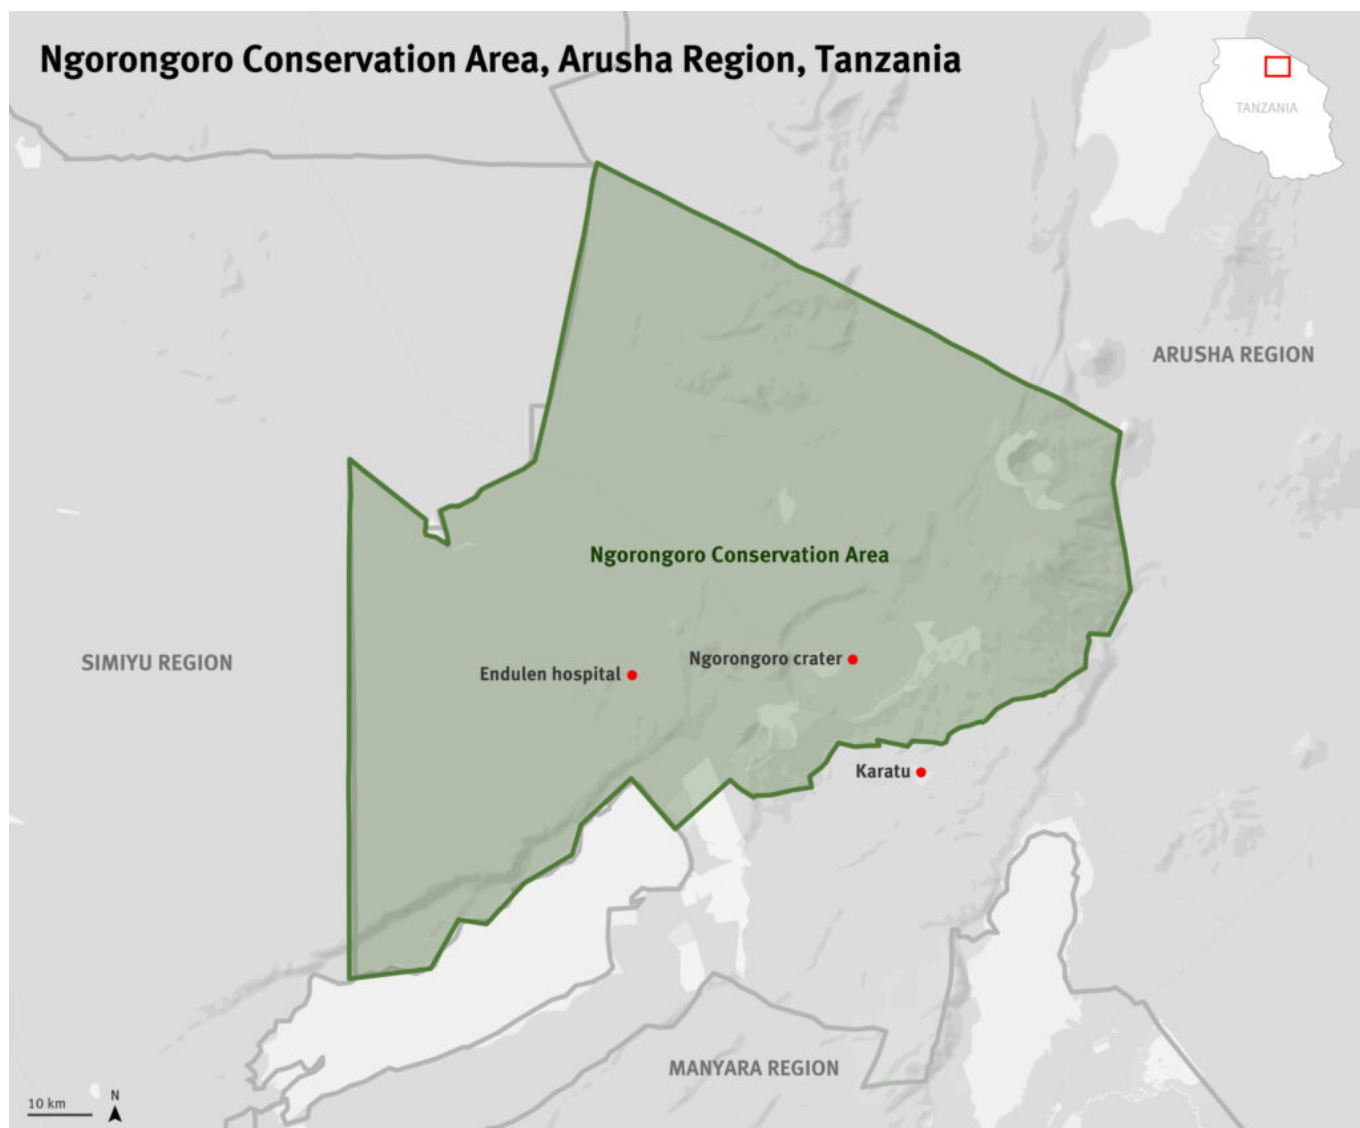 Ngorongoro Conservation Area, Arusha Region, Tanzania
TANZANIA
ARUSHA REGION
Ngorongoro Conservation Area
SIMIYU REGION
Ngorongoro crater
Endulen hospital
Karatu
MANYARA REGION
10 km
N